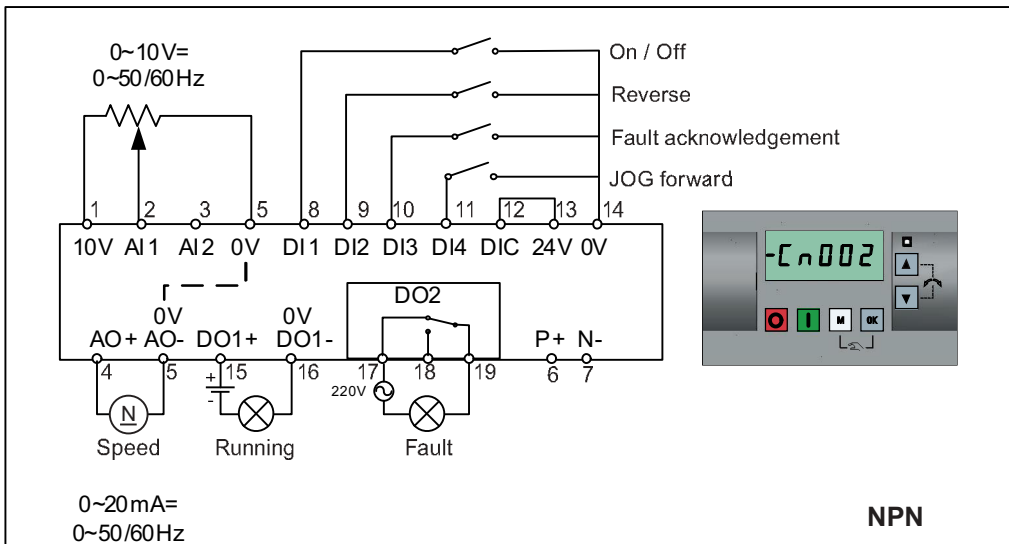 0~10V=
0~50/60Hz
On / Off
Reverse
Fault acknowledgement
JOG forward
1 2 3 5 8 9 10 11 12 13 14
10V AI1 AI2 0V DI1 DI2 DI3 DI4 DIC 24V 0V
-Cn002
M OK
DO2
0V 0V
AO+ AO- DO1+ DO1- P+ N-
4 5 15 16 17 18 19 6 7
+
-
220V
N
Speed Running Fault
0~20mA=
0~50/60Hz
NPN